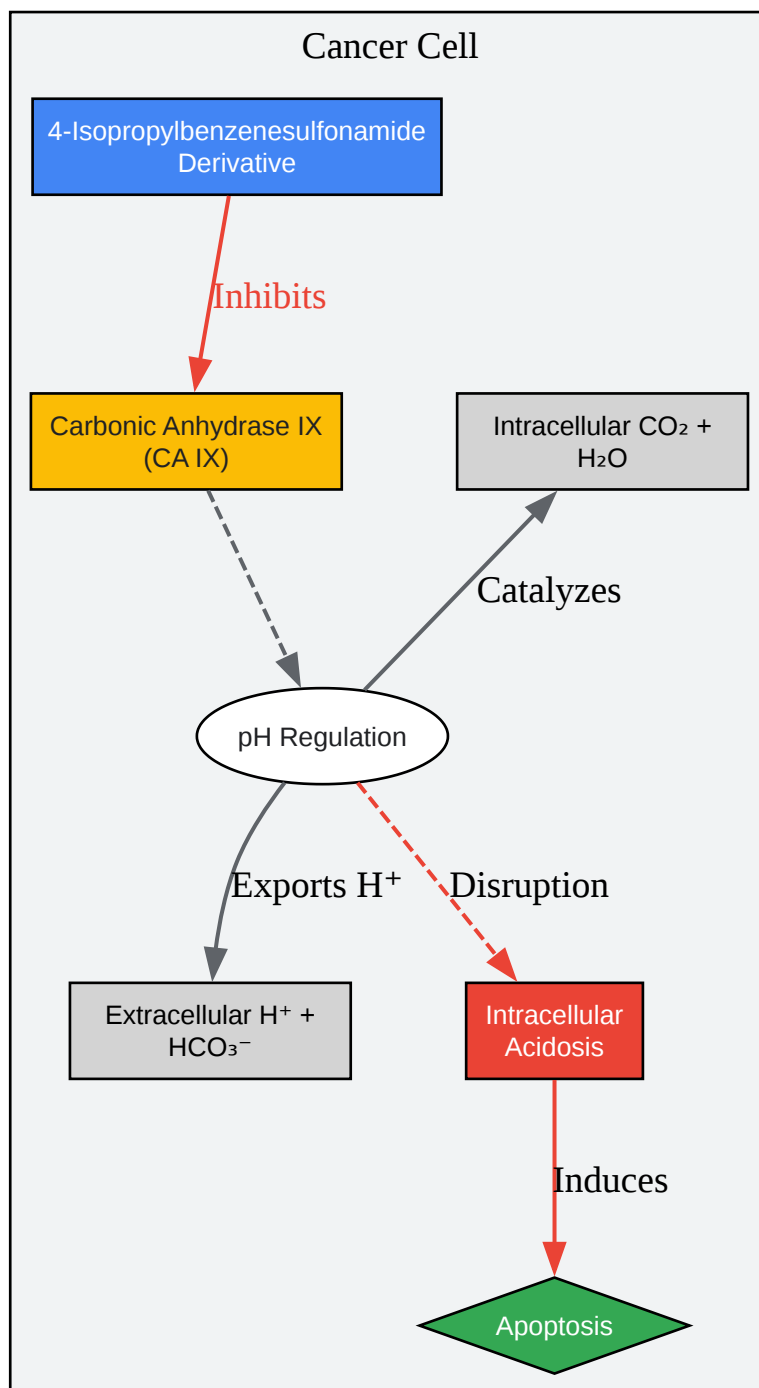 Cancer Cell
4-Isopropylbenzenesulfonamide
Derivative
Inhibits
Carbonic Anhydrase IX
(CA IX)
Intracellular CO₂ +
H₂O
Catalyzes
pH Regulation
Exports H⁺
Disruption
Extracellular H⁺ +
HCO₃⁻
Intracellular
Acidosis
Induces
Apoptosis